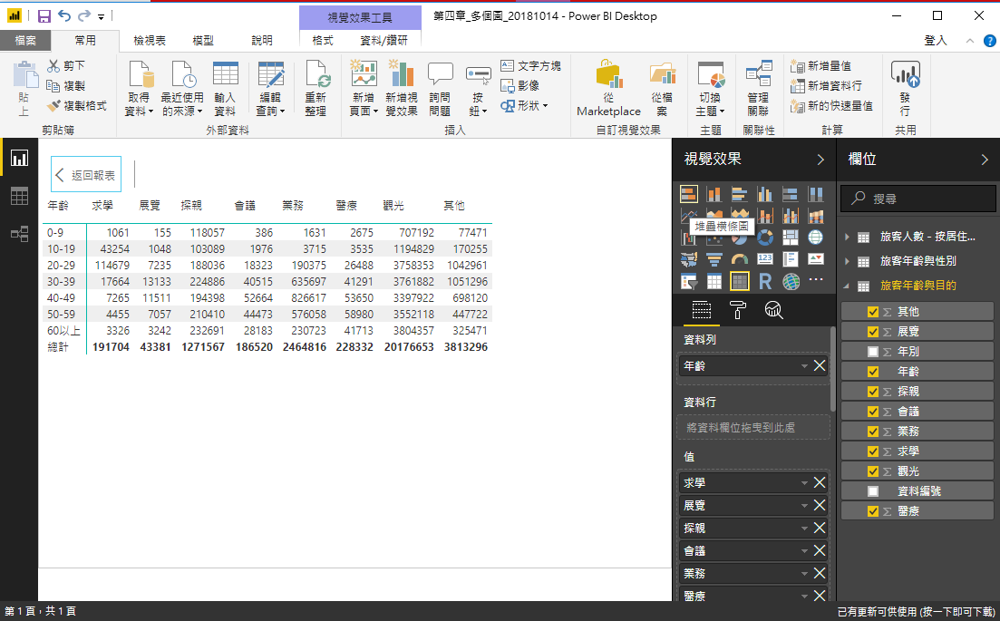 視覺效果工具
第四章_多個圖_20181014 - Power BI Desktop
檔案 常用 檢視表 模型 說明 格式 資料/鑽研 登入
貼上 剪下
複製
複製格式
取得資料 最近使用的來源 輸入資料 編輯查詢 重新整理
新增頁面 新增視覺效果 詢問問題 按鈕 文字方塊
影像
形狀
從 Marketplace 從檔案 切換主題 管理關聯 新增量值
新增資料行
新的快速量值
發行
剪貼簿 外部資料 插入 自訂視覺效果 主題 關聯性 計算 共用
返回報表
年齡 求學 展覽 探親 會議 業務 醫療 觀光 其他
0-9 1061 155 118057 386 1631 2675 707192 77471
10-19 43254 1048 103089 1976 3715 3535 1194829 170255
20-29 114679 7235 188036 18323 190375 26488 3758353 1042961
30-39 17664 13133 224886 40515 635697 41291 3761882 1051296
40-49 7265 11511 194398 52664 826617 53650 3397922 698120
50-59 4455 7057 210410 44473 576058 58980 3552118 447722
60以上 3326 3242 232691 28183 230723 41713 3804357 325471
總計 191704 43381 1271567 186520 2464816 228332 20176653 3813296
視覺效果
堆疊橫條圖
123
R
資料列
年齡
資料行
將資料欄位拖曳到此處
值
求學
展覽
探親
會議
業務
醫療
欄位
搜尋
旅客人數 - 按居住...
旅客年齡與性別
旅客年齡與目的
Σ 其他
Σ 展覽
Σ 年別
年齡
Σ 探親
Σ 會議
Σ 業務
Σ 求學
Σ 觀光
資料編號
Σ 醫療
第 1 頁，共 1 頁
已有更新可供使用 (按一下即可下載)